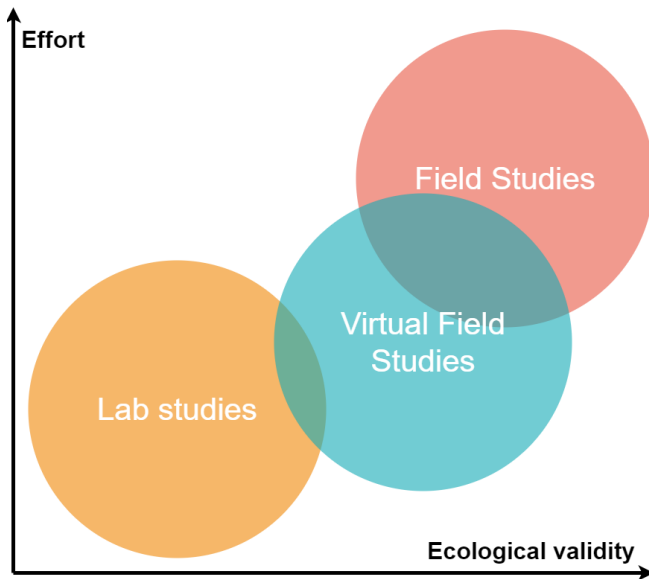 Effort
Field Studies
Virtual Field
Studies
Lab studies
Ecological validity